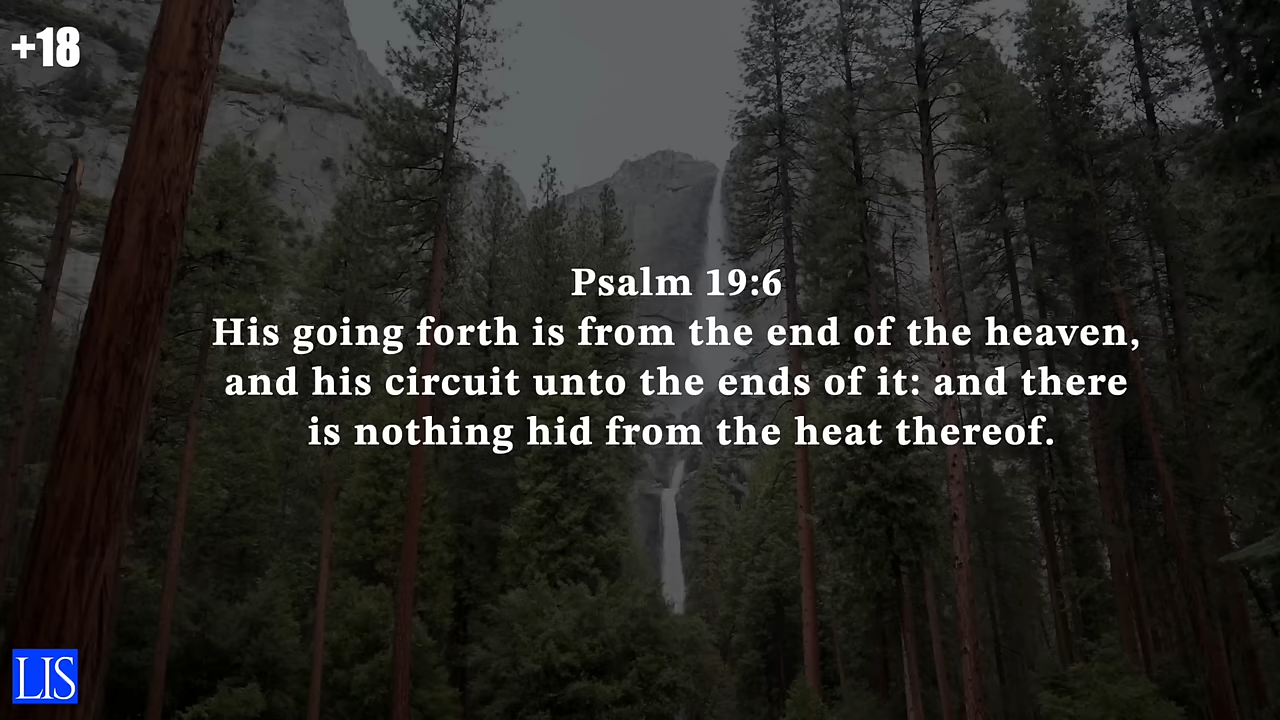 +18
Psalm 19:6
His going forth is from the end of the heaven,
and his circuit unto the ends of it: and there
is nothing hid from the heat thereof.
LIS